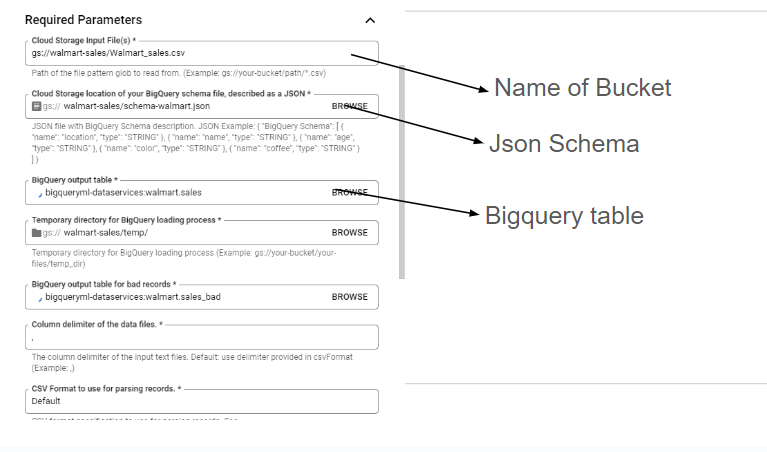 Required Parameters
Cloud Storage Input File(s) *
gs://walmart-sales/Walmart_sales.csv
Path of the file pattern glob to read from. (Example: gs://your-bucket/path/*.csv)
Name of Bucket
Cloud Storage location of your BigQuery schema file, described as a JSON *
gs:// walmart-sales/schema-walmart.json
BROWSE
JSON file with BigQuery Schema description. JSON Example: { "BigQuery Schema": [ {
"name": "location", "type": "STRING" }, { "name": "name", "type": "STRING" }, { "name": "age",
"type": "STRING" }, { "name": "color", "type": "STRING" }, { "name": "coffee", "type": "STRING" }
] }
Json Schema
BigQuery output table *
bigqueryml-dataservices:walmart.sales
BROWSE
Bigquery table
Temporary directory for BigQuery loading process *
gs:// walmart-sales/temp/
BROWSE
Temporary directory for BigQuery loading process (Example: gs://your-bucket/your-
files/temp_dir)
BigQuery output table for bad records *
bigqueryml-dataservices:walmart.sales_bad
BROWSE
Column delimiter of the data files. *
,
The column delimiter of the input text files. Default: use delimiter provided in csvFormat
(Example: ,)
CSV Format to use for parsing records. *
Default